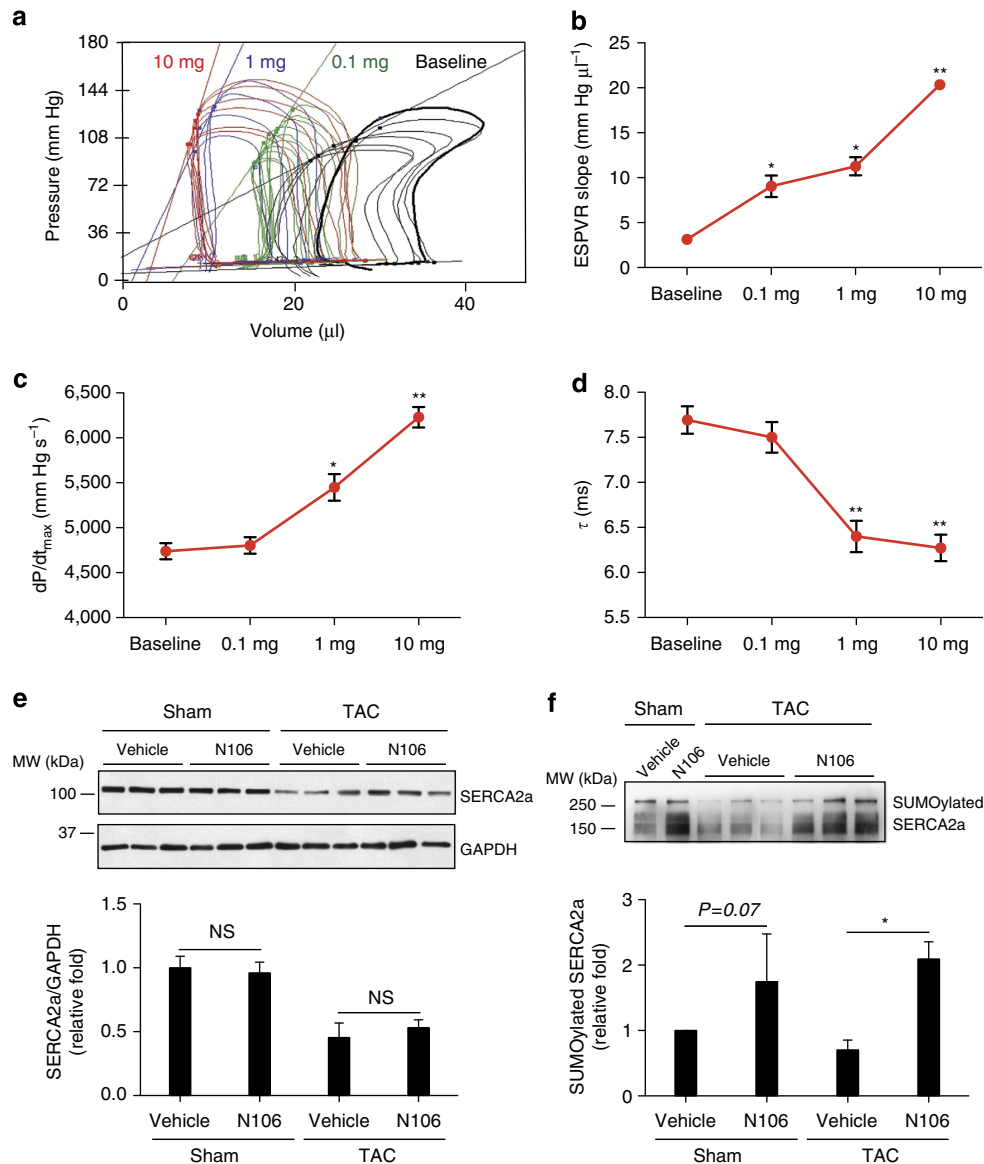 a
180
144
108
72
36
0
Pressure (mm Hg)
10 mg
1 mg
0.1 mg
Baseline
0
20
40
Volume (μl)
b
25
20
15
10
5
0
ESPVR slope (mm Hg μl⁻¹)
*
*
**
Baseline
0.1 mg
1 mg
10 mg
c
6,500
6,000
5,500
5,000
4,500
4,000
dP/dtmax (mm Hg s⁻¹)
*
**
Baseline
0.1 mg
1 mg
10 mg
d
8.0
7.5
7.0
6.5
6.0
5.5
τ (ms)
**
**
Baseline
0.1 mg
1 mg
10 mg
e
Sham
TAC
Vehicle
N106
Vehicle
N106
MW (kDa)
100
SERCA2a
37
GAPDH
1.5
1.0
0.5
0.0
SERCA2a/GAPDH
(relative fold)
NS
NS
Vehicle
N106
Vehicle
N106
Sham
TAC
f
Sham
TAC
Vehicle
N106
Vehicle
N106
MW (kDa)
250
150
SUMOylated
SERCA2a
3
2
1
0
SUMOylated SERCA2a
(relative fold)
P=0.07
*
Vehicle
N106
Vehicle
N106
Sham
TAC